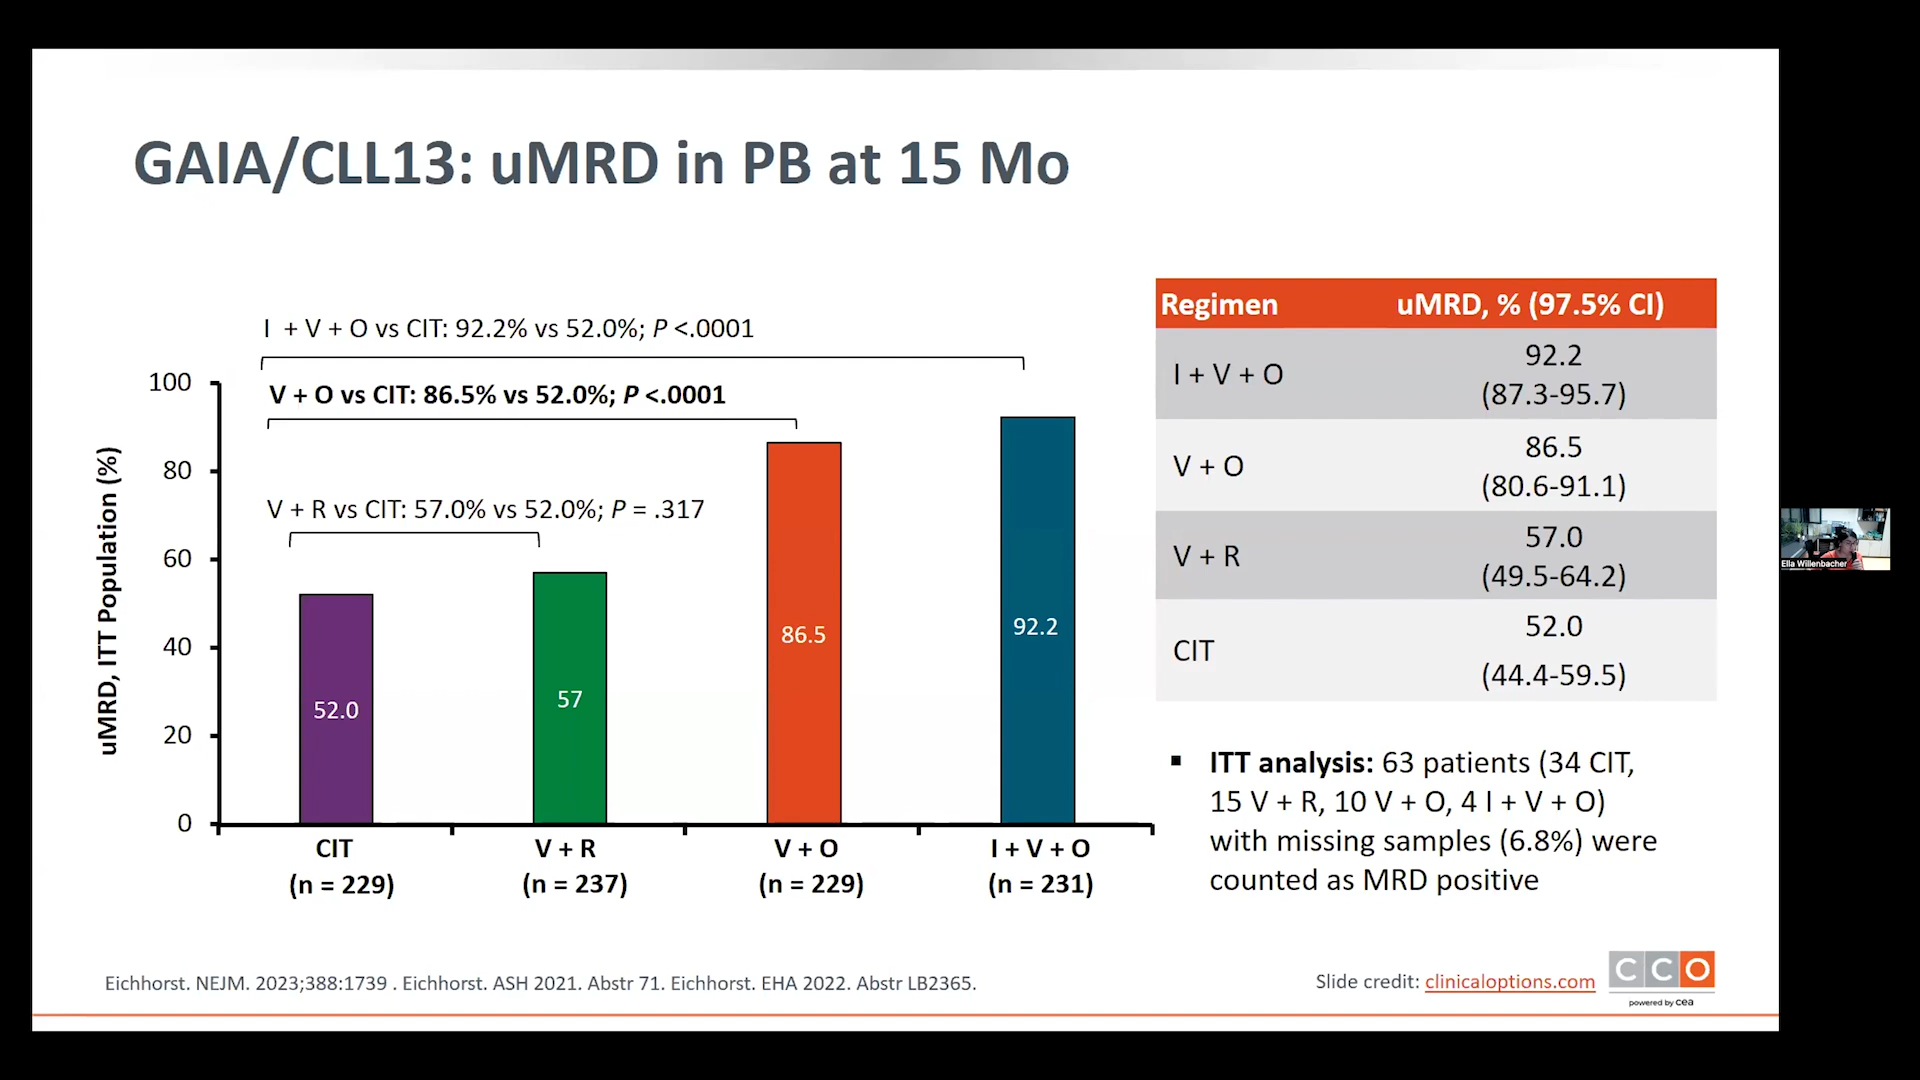 GAIA/CLL13: uMRD in PB at 15 Mo
I + V + O vs CIT: 92.2% vs 52.0%; P <.0001
V + O vs CIT: 86.5% vs 52.0%; P <.0001
V + R vs CIT: 57.0% vs 52.0%; P = .317
uMRD, ITT Population (%)
100
80
60
40
20
0
52.0
57
86.5
92.2
CIT
(n = 229)
V + R
(n = 237)
V + O
(n = 229)
I + V + O
(n = 231)
Regimen uMRD, % (97.5% CI)
I + V + O 92.2
(87.3-95.7)
V + O 86.5
(80.6-91.1)
V + R 57.0
(49.5-64.2)
CIT 52.0
(44.4-59.5)
▪ ITT analysis: 63 patients (34 CIT,
15 V + R, 10 V + O, 4 I + V + O)
with missing samples (6.8%) were
counted as MRD positive
Ella Willenbacher
Eichhorst. NEJM. 2023;388:1739 . Eichhorst. ASH 2021. Abstr 71. Eichhorst. EHA 2022. Abstr LB2365.
Slide credit: clinicaloptions.com
CCO
powered by cea